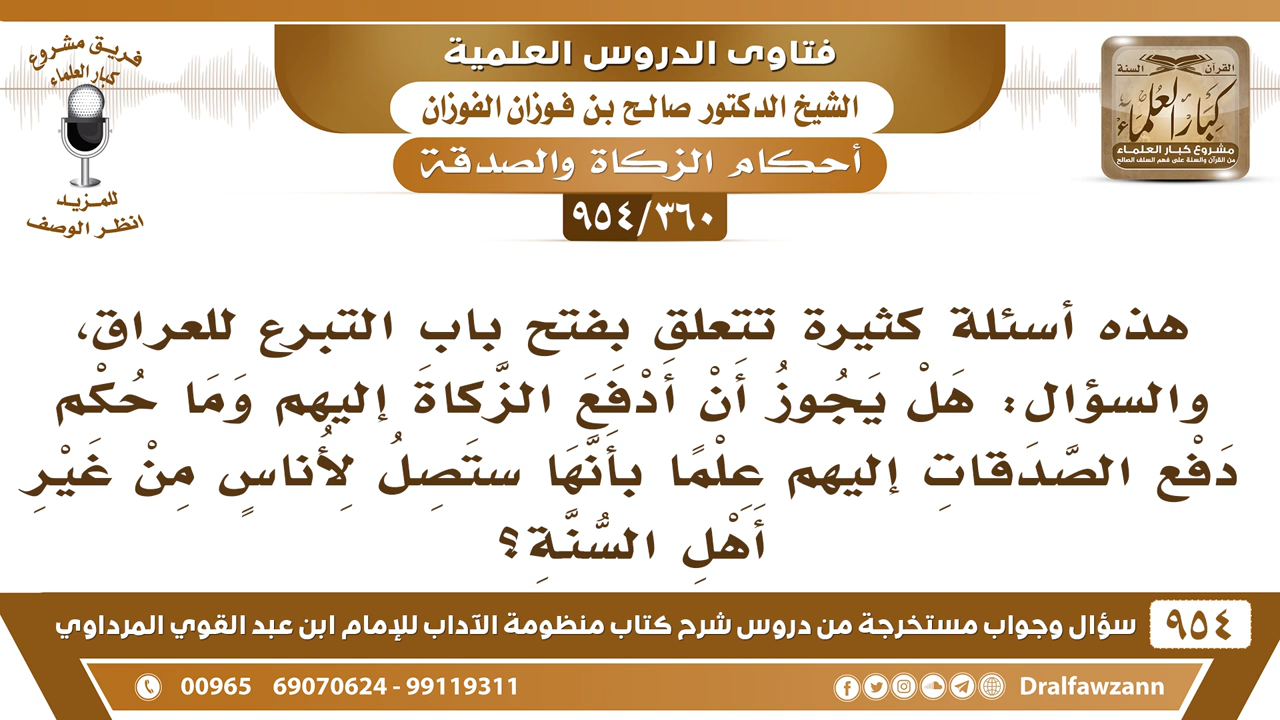 فتاوى الدروس العلمية
الشيخ الدكتور صالح بن فوزان الفوزان
أحكام الزكاة والصدقة
٩٥٤/٣٦٠
فريق مشروع
كبار العلماء
للمزيد
انظر الوصف
القرآن السنة
كبار العلماء
مشروع كبار العلماء
من القرآن والسنة على فهم السلف الصالح
هذه أسئلة كثيرة تتعلق بفتح باب التبرع للعراق،
والسؤال: هَلْ يَجُوزُ أَنْ أَدْفَعَ الزَّكاةَ إليهم وَمَا حُكْم
دَفْع الصَّدَقاتِ إليهم عِلْمًا بأَنَّهَا ستَصِلُ لِأُناسٍ مِنْ غَيْرِ
أَهْلِ السُّنَّةِ؟
٩٥٤ سؤال وجواب مستخرجة من دروس شرح كتاب منظومة الآداب للإمام ابن عبد القوي المرداوي
00965 69070624 - 99119311
Dralfawzann